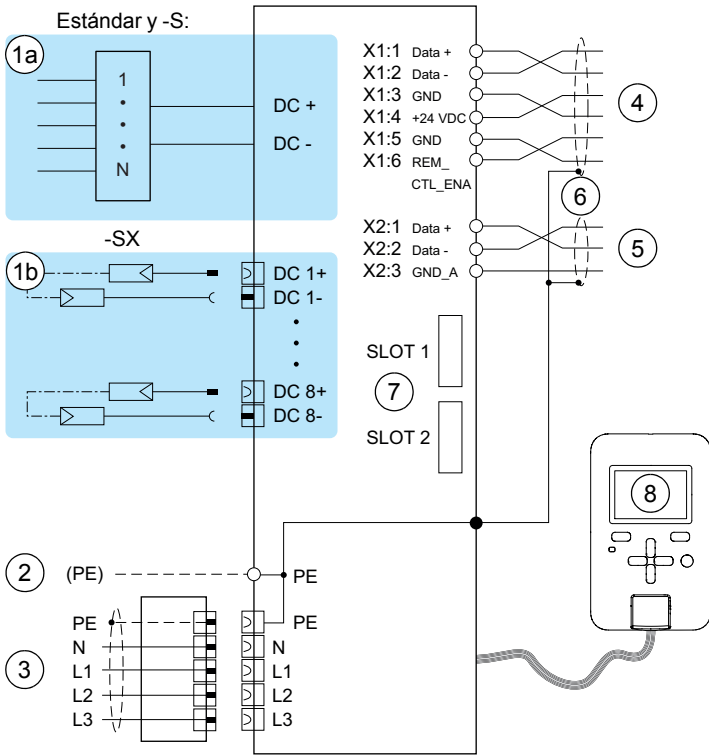 Estándar y -S:
1a
1
N
DC +
DC -
X1:1 Data +
X1:2 Data -
X1:3 GND
X1:4 +24 VDC
X1:5 GND
X1:6 REM_
CTL_ENA
4
6
X2:1 Data +
X2:2 Data -
X2:3 GND_A
5
-SX
1b
DC 1+
DC 1-
DC 8+
DC 8-
SLOT 1
7
SLOT 2
8
2
(PE)
PE
3
PE
N
L1
L2
L3
PE
N
L1
L2
L3